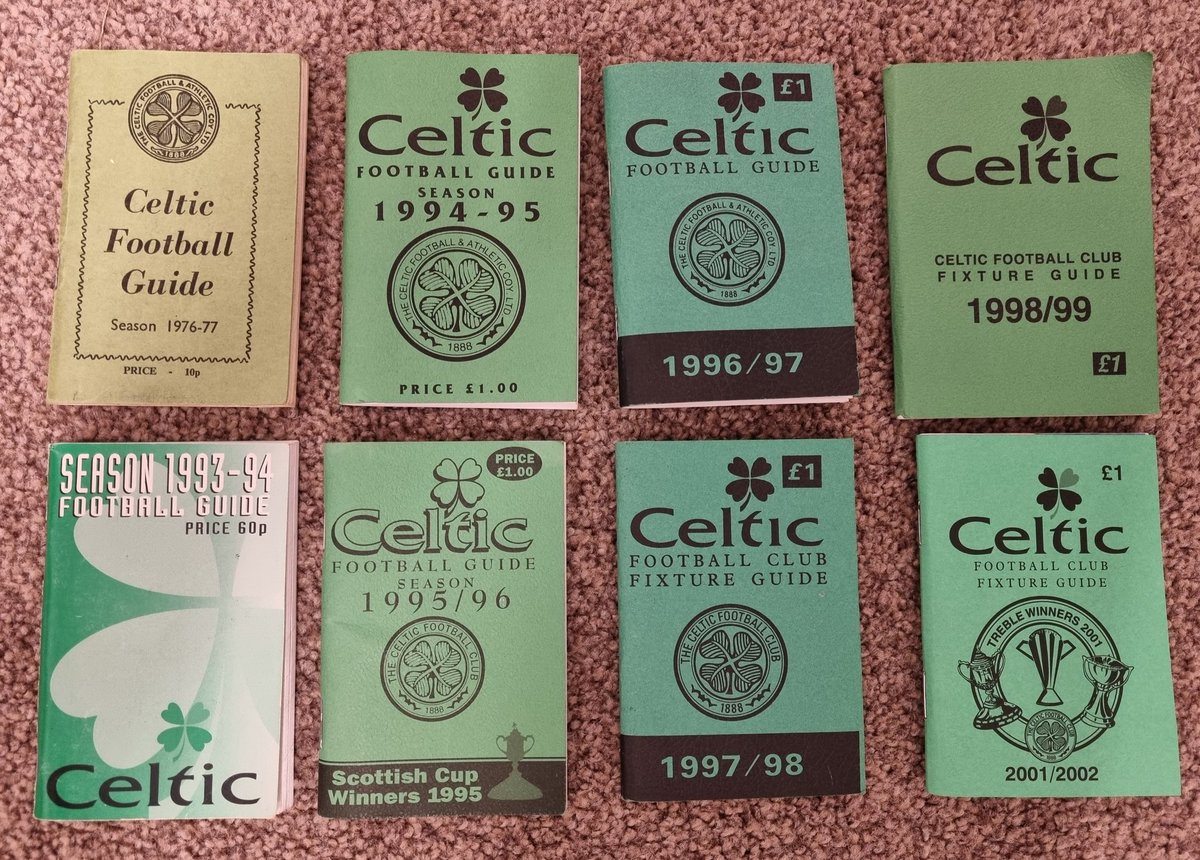 THE CELTIC FOOTBALL & ATHLETIC COY LTD
1888
Celtic
Football
Guide
Season 1976-77
PRICE - 10p
Celtic
FOOTBALL GUIDE
SEASON
1994-95
THE CELTIC FOOTBALL & ATHLETIC COY LTD
1888
PRICE £1.00
£1
Celtic
FOOTBALL GUIDE
THE CELTIC FOOTBALL & ATHLETIC COY LTD
1888
1996/97
Celtic
CELTIC FOOTBALL CLUB
FIXTURE GUIDE
1998/99
£1
SEASON 1993-94
FOOTBALL GUIDE
PRICE 60p
Celtic
PRICE
£1.00
Celtic
FOOTBALL GUIDE
SEASON
1995/96
THE CELTIC FOOTBALL CLUB
1888
Scottish Cup
Winners 1995
£1
Celtic
FOOTBALL CLUB
FIXTURE GUIDE
THE CELTIC FOOTBALL CLUB
1888
1997/98
£1
Celtic
FOOTBALL CLUB
FIXTURE GUIDE
TREBLE WINNERS 2001
2001/2002